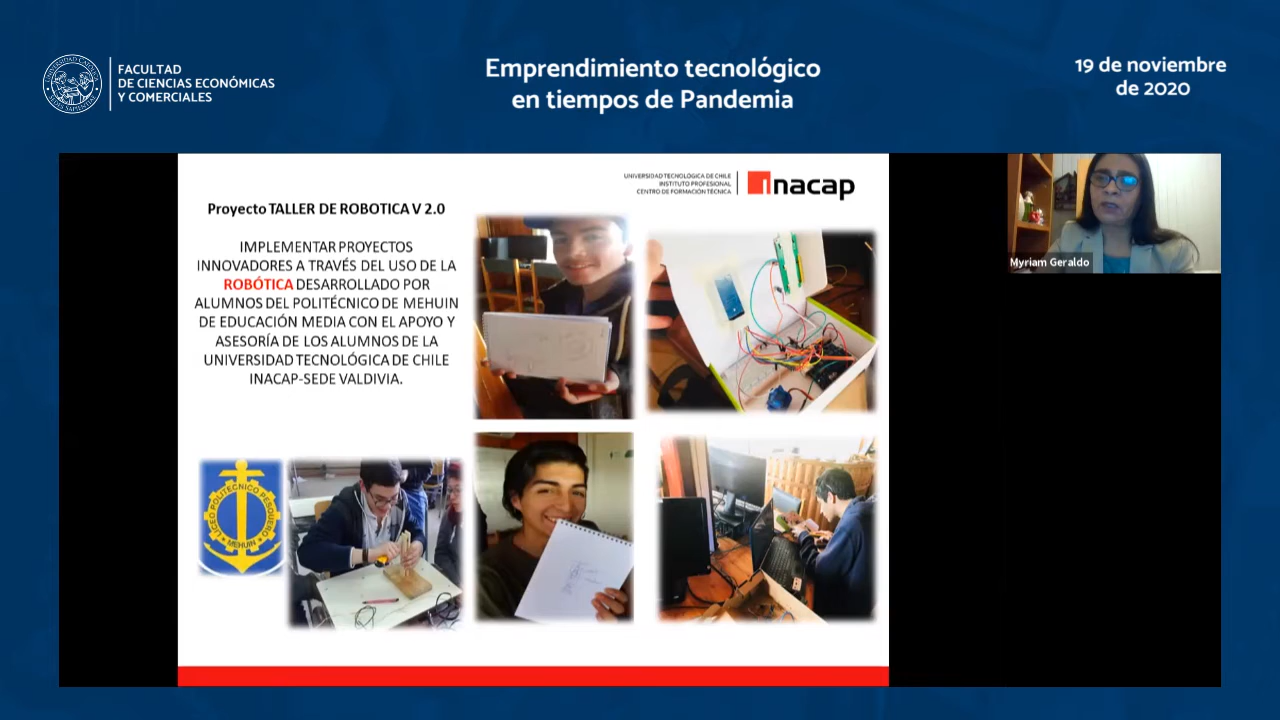 FACULTAD
DE CIENCIAS ECONÓMICAS
Y COMERCIALES
Emprendimiento tecnológico
en tiempos de Pandemia
19 de noviembre
de 2020
UNIVERSIDAD TECNOLÓGICA DE CHILE
INSTITUTO PROFESIONAL
CENTRO DE FORMACIÓN TÉCNICA
inacap
Proyecto TALLER DE ROBOTICA V 2.0
IMPLEMENTAR PROYECTOS
INNOVADORES A TRAVÉS DEL USO DE LA
ROBÓTICA DESARROLLADO POR
ALUMNOS DEL POLITÉCNICO DE MEHUIN
DE EDUCACIÓN MEDIA CON EL APOYO Y
ASESORÍA DE LOS ALUMNOS DE LA
UNIVERSIDAD TECNOLÓGICA DE CHILE
INACAP-SEDE VALDIVIA.
LICEO POLITECNICO PESQUERO
MEHUIN
Myriam Geraldo